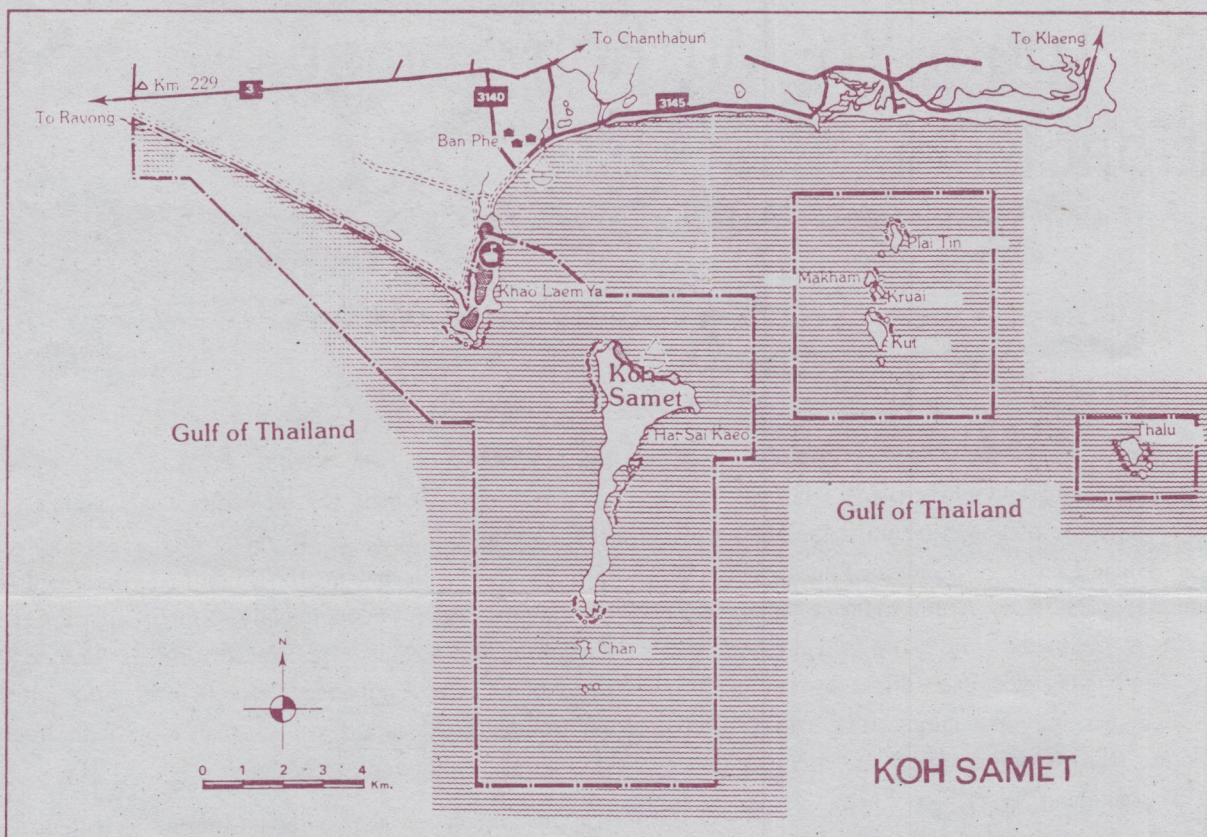 To Chanthabun
To Klaeng
Km 229
3
3140
3145
To Rayong
Ban Phe
Plai Tin
Makham
Khao Laem Ya
Kruai
Kut
Koh
Samet
Gulf of Thailand
Hat Sai Kaeo
Thalu
Gulf of Thailand
Chan
N
0 1 2 3 4
Km.
KOH SAMET